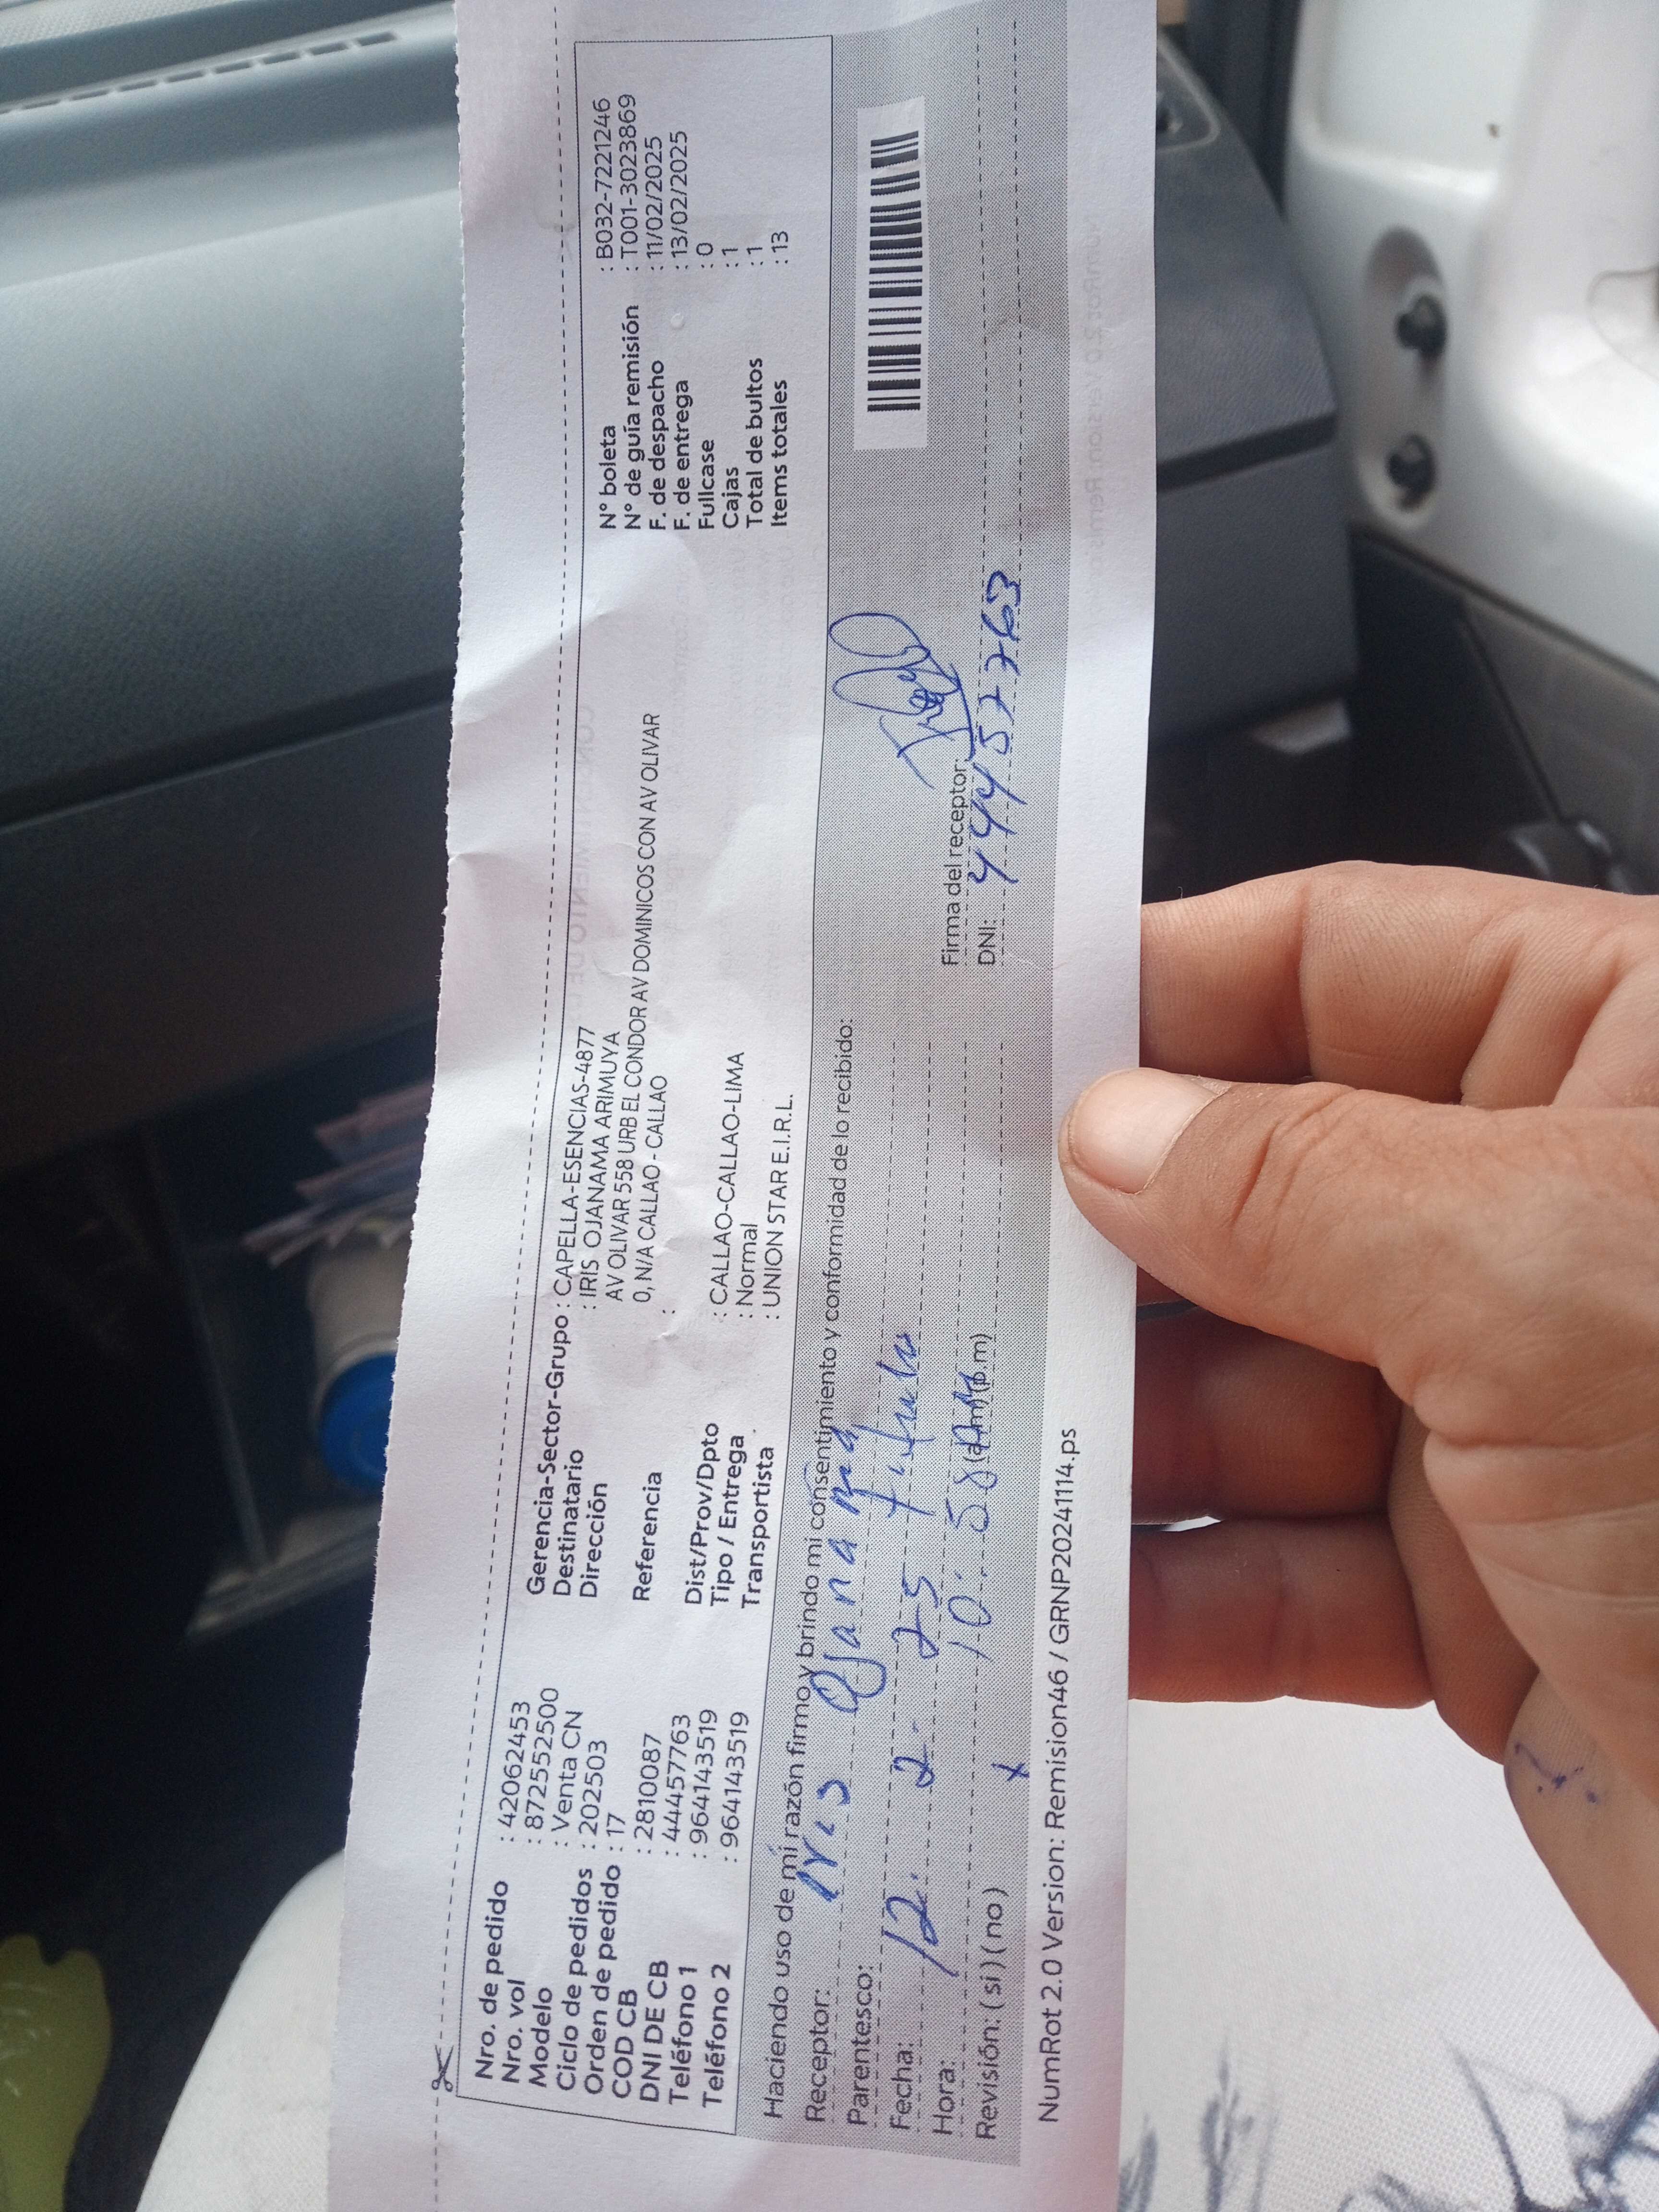 Nro. de pedido : 42062453
Nro. vol : 872552500
Modelo : Venta CN
Ciclo de pedidos : 202503
Orden de pedido : 17
COD CB : 2810087
DNI DE CB : 44457763
Teléfono 1 : 964143519
Teléfono 2 : 964143519
Gerencia-Sector-Grupo : CAPELLA-ESENCIAS-4877
Destinatario : IRIS OJANAMA ARIMUYA
Dirección AV OLIVAR 558 URB EL CONDOR AV DOMINICOS CON AV OLIVAR
0, N/A CALLAO - CALLAO
Referencia :
Dist/Prov/Dpto : CALLAO-CALLAO-LIMA
Tipo / Entrega : Normal
Transportista : UNION STAR E.I.R.L.
N° boleta : B032-7221246
N° de guía remisión : T001-3023869
F. de despacho : 11/02/2025
F. de entrega : 13/02/2025
Fullcase : 0
Cajas : 1
Total de bultos : 1
Items totales : 13
Haciendo uso de mi razón firmo y brindo mi consentimiento y conformidad de lo recibido:
Receptor: Iris Ojanama
Parentesco: titular
Fecha: 12. 2. 25
Hora: 10:58 (a.m) (p.m)
Revisión: (si) (no) x
Firma del receptor:
DNI: 44457763
NumRot 2.0 Version: Remision46 / GRNP20241114.ps